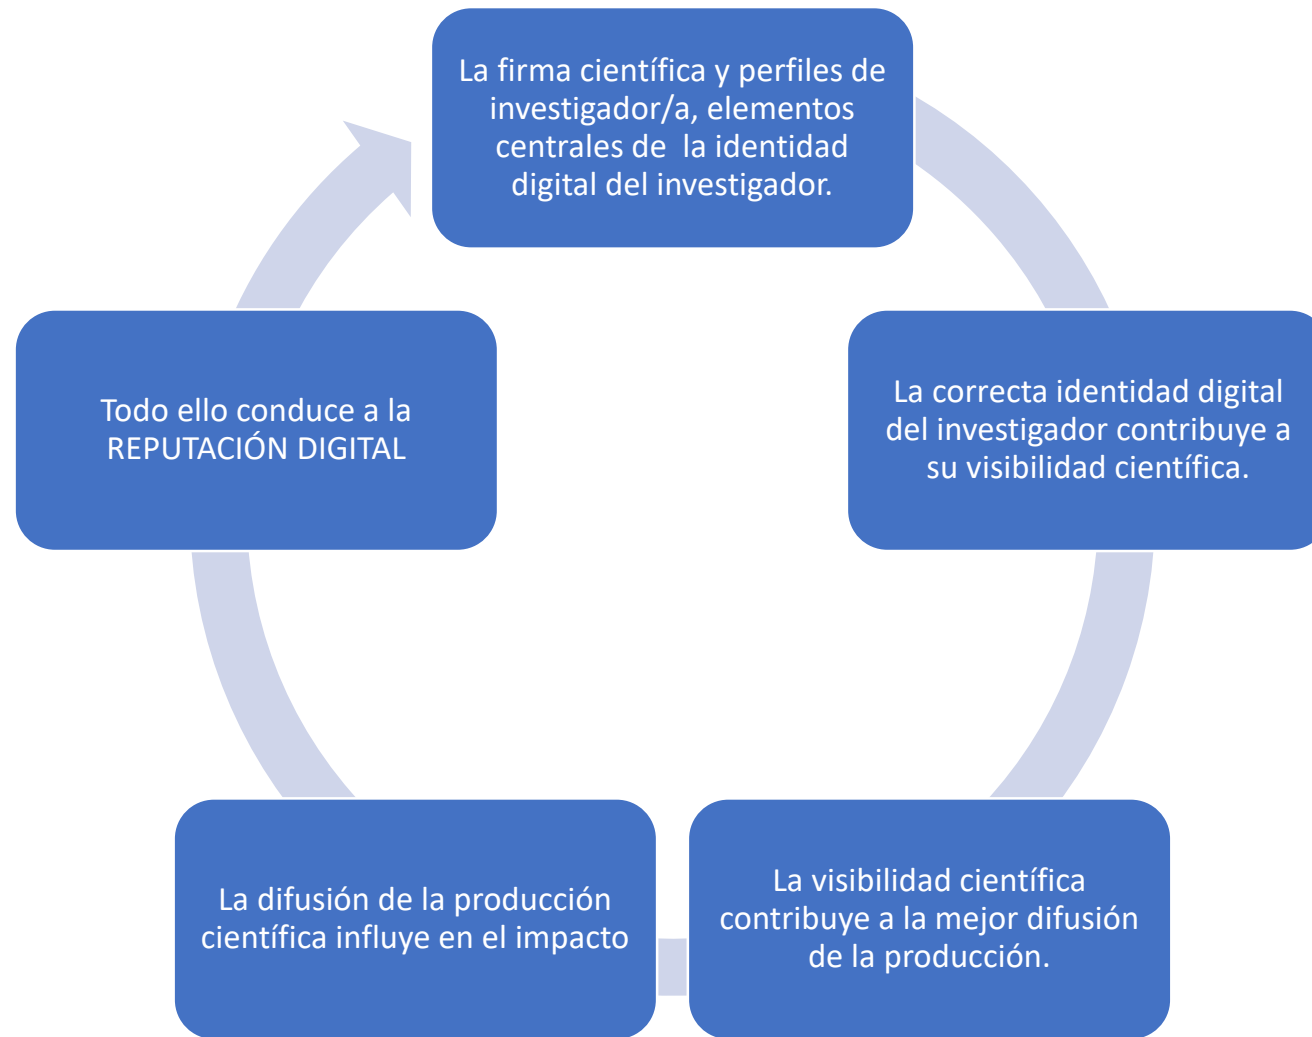 La firma científica y perfiles de
investigador/a, elementos
centrales de  la identidad
digital del investigador.
La correcta identidad digital
del investigador contribuye a
su visibilidad científica.
La visibilidad científica
contribuye a la mejor difusión
de la producción.
La difusión de la producción
científica influye en el impacto
Todo ello conduce a la
REPUTACIÓN DIGITAL